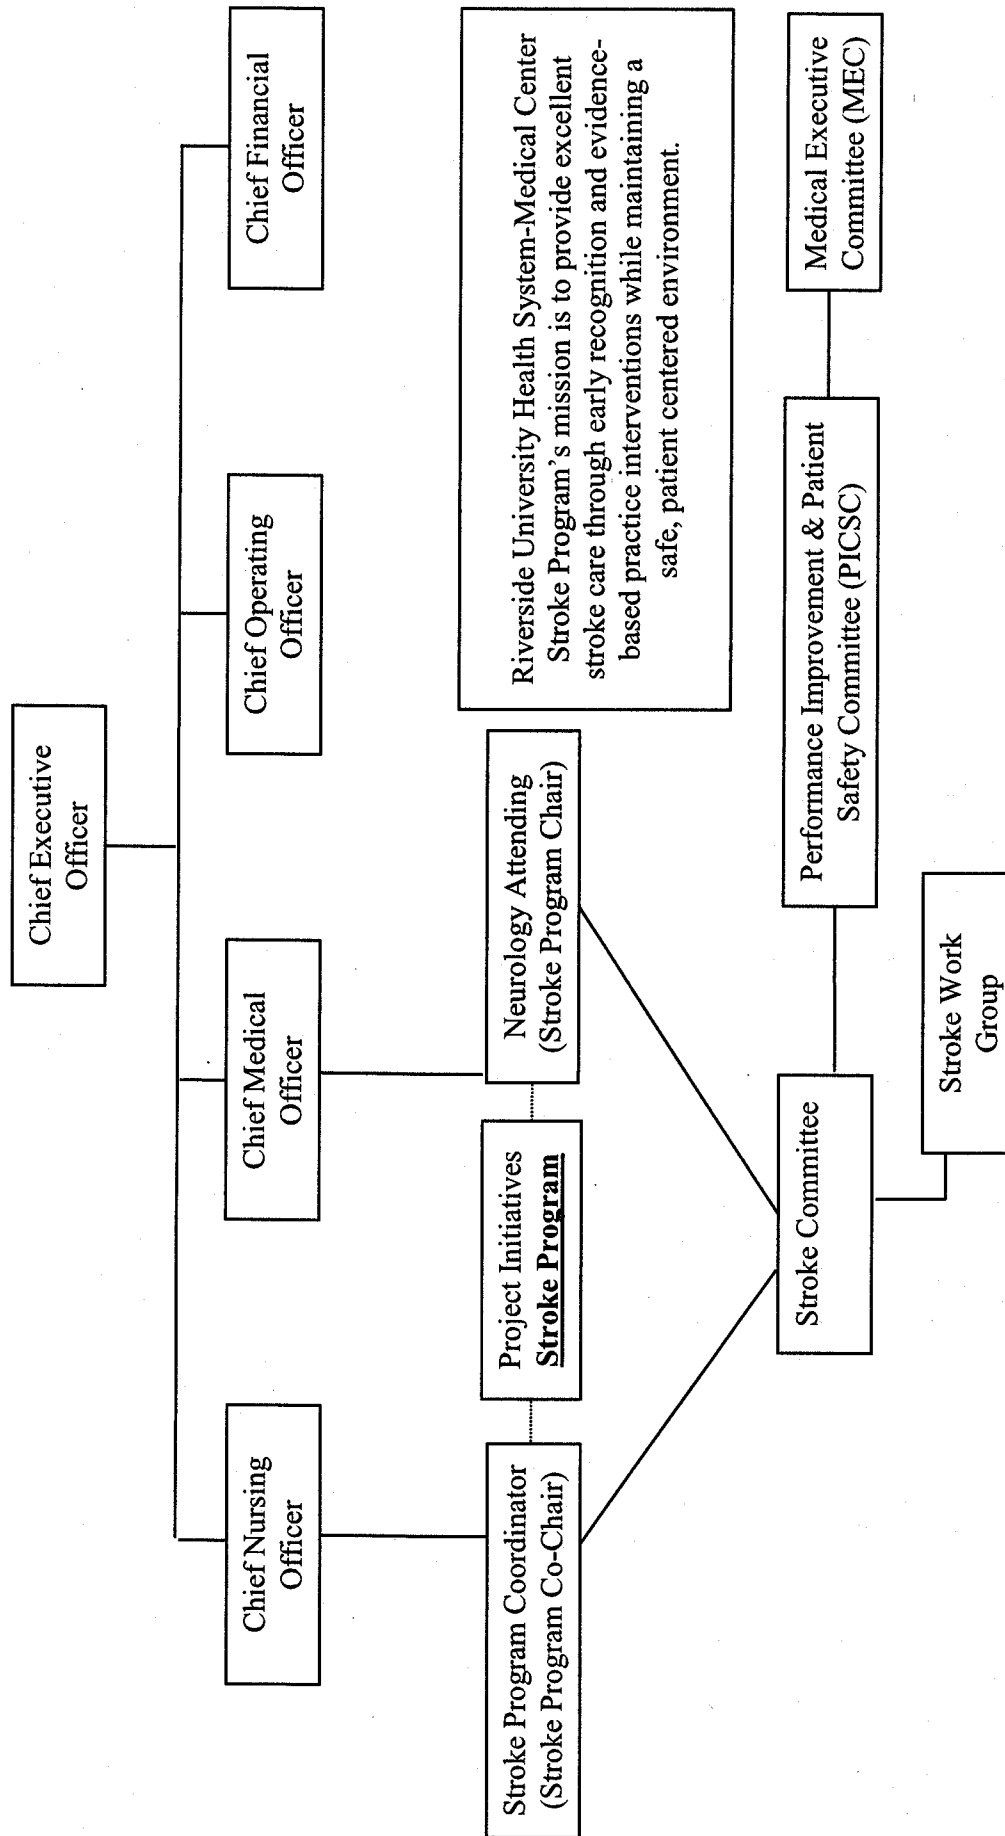 Chief Executive
Officer
Chief Nursing
Officer
Chief Medical
Officer
Chief Operating
Officer
Chief Financial
Officer
Stroke Program Coordinator
(Stroke Program Co-Chair)
Project Initiatives
Stroke Program
Neurology Attending
(Stroke Program Chair)
Riverside University Health System-Medical Center
Stroke Program's mission is to provide excellent
stroke care through early recognition and evidence-
based practice interventions while maintaining a
safe, patient centered environment.
Stroke Committee
Performance Improvement & Patient
Safety Committee (PICSC)
Medical Executive
Committee (MEC)
Stroke Work
Group